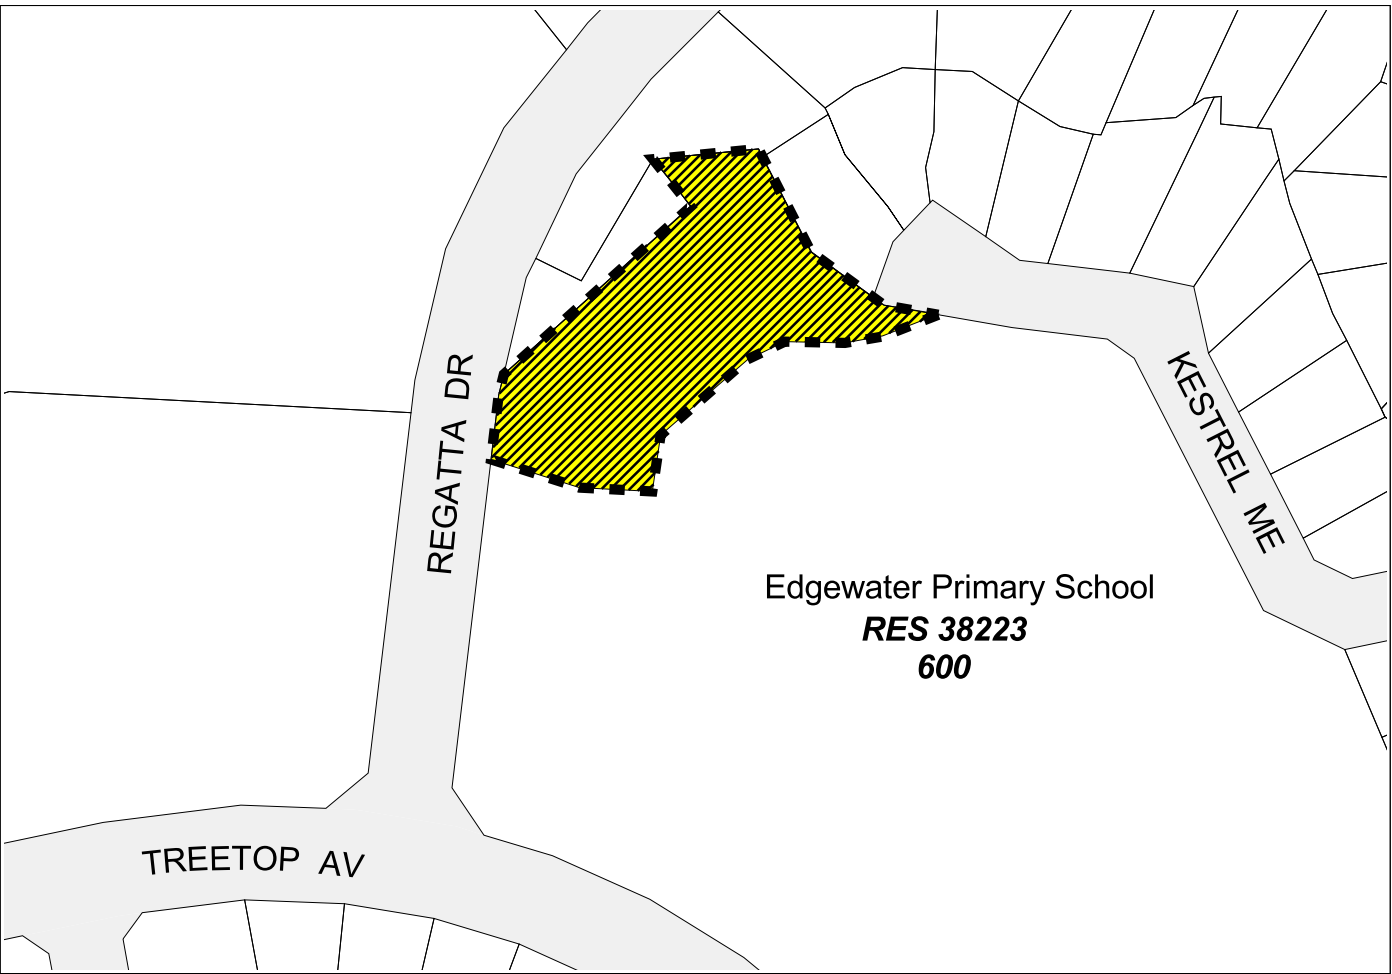 REGATTA DR
KESTREL ME
Edgewater Primary School
RES 38223
600
TREETOP AV